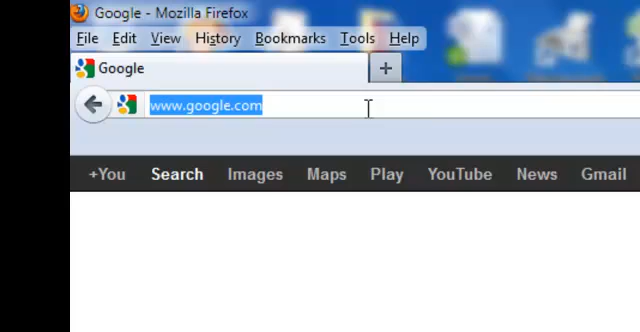 Google - Mozilla Firefox
File Edit View History Bookmarks Tools Help
Google +
www.google.com
+You Search Images Maps Play YouTube News Gmail